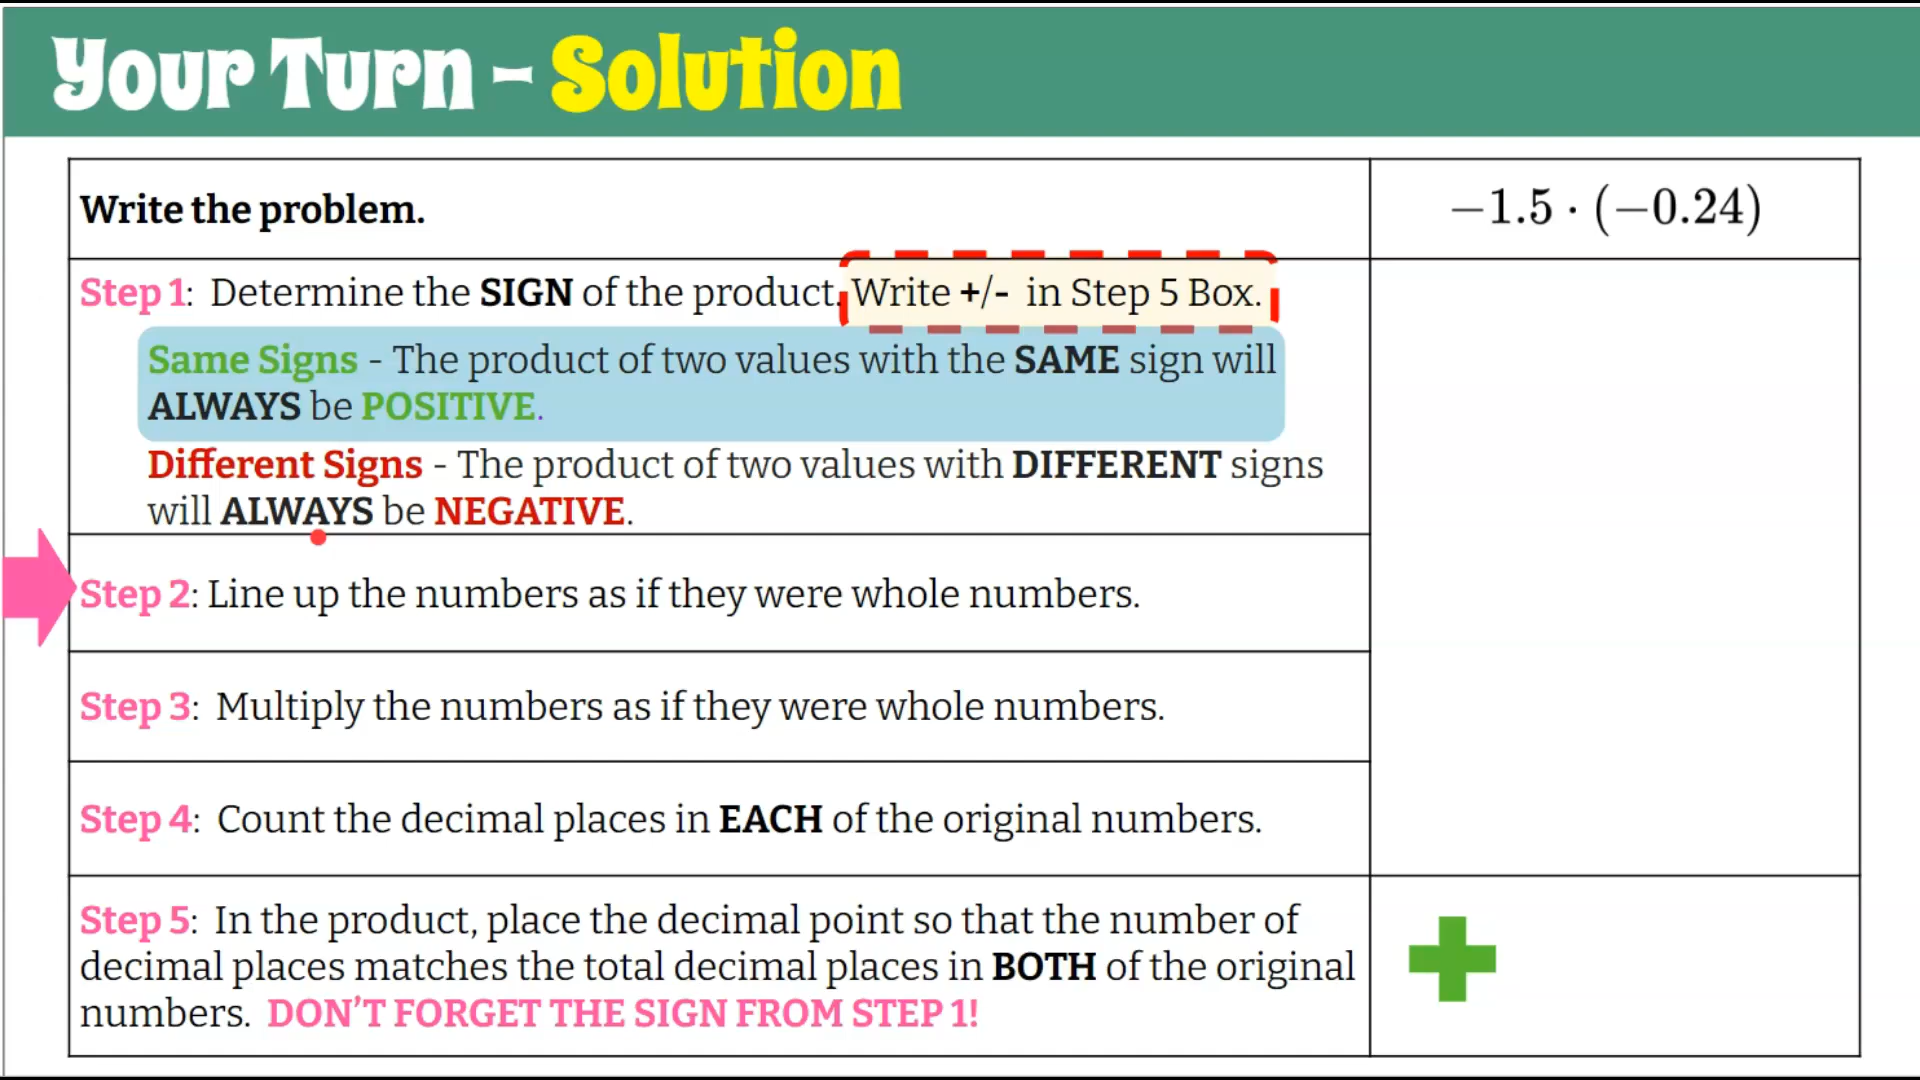 Your Turn - Solution
Write the problem.
−1.5 · (−0.24)
Step 1: Determine the SIGN of the product. Write +/- in Step 5 Box.
Same Signs - The product of two values with the SAME sign will
ALWAYS be POSITIVE.
Different Signs - The product of two values with DIFFERENT signs
will ALWAYS be NEGATIVE.
Step 2: Line up the numbers as if they were whole numbers.
Step 3: Multiply the numbers as if they were whole numbers.
Step 4: Count the decimal places in EACH of the original numbers.
Step 5: In the product, place the decimal point so that the number of
decimal places matches the total decimal places in BOTH of the original
numbers. DON'T FORGET THE SIGN FROM STEP 1!